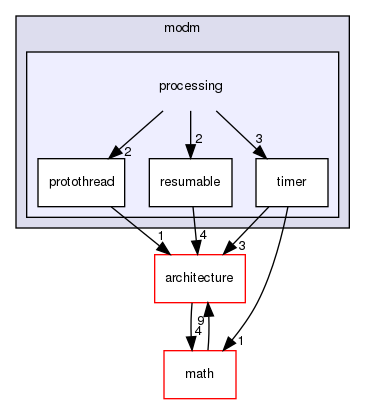 modm
processing
2 2 3
protothread resumable timer
1 4 3
architecture
9
4 1
math